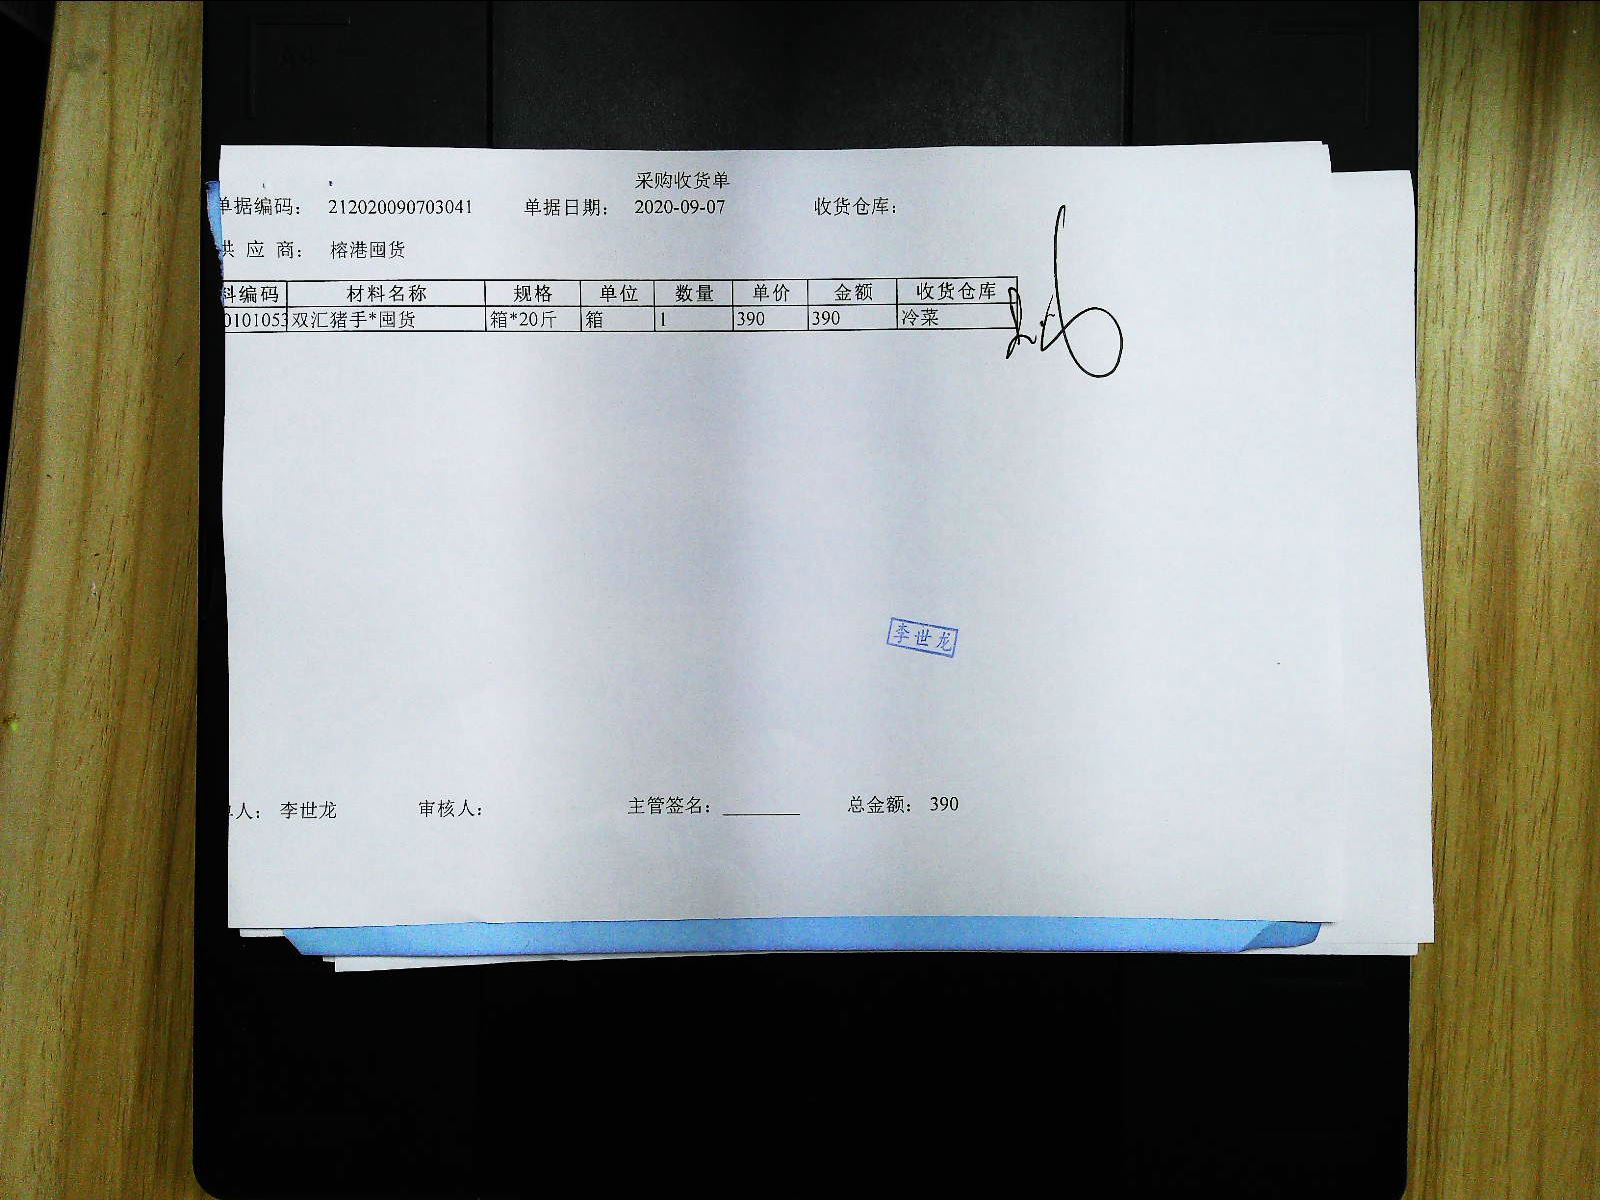 采购收货单
单据编码： 212020090703041 单据日期： 2020-09-07 收货仓库：
供 应 商： 榕港囤货
料编码 材料名称 规格 单位 数量 单价 金额 收货仓库
0101053 双汇猪手*囤货 箱*20斤 箱 1 390 390 冷菜
李世龙
人： 李世龙 审核人： 主管签名： ________ 总金额： 390